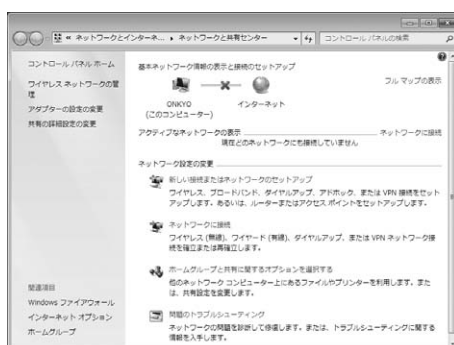 « ネットワークとインターネ... ▸ ネットワークと共有センター
コントロール パネルの検索
コントロール パネル ホーム
ワイヤレス ネットワークの管
理
アダプターの設定の変更
共有の詳細設定の変更
基本ネットワーク情報の表示と接続のセットアップ
フル マップの表示
ONKYO
(このコンピューター)
インターネット
アクティブなネットワークの表示
ネットワークに接続
現在どのネットワークにも接続していません
ネットワーク設定の変更
新しい接続またはネットワークのセットアップ
ワイヤレス、ブロードバンド、ダイヤルアップ、アドホック、または VPN 接続をセット
アップします。あるいは、ルーターまたはアクセス ポイントをセットアップします。
ネットワークに接続
ワイヤレス (無線)、ワイヤード (有線)、ダイヤルアップ、または VPN ネットワーク接
続を確立または再確立します。
ホームグループと共有に関するオプションを選択する
他のネットワーク コンピューター上にあるファイルやプリンターを利用します。また
は、共有設定を変更します。
問題のトラブルシューティング
ネットワークの問題を診断して修復します。または、トラブルシューティングに関する
情報を入手します。
関連項目
Windows ファイアウォール
インターネット オプション
ホームグループ